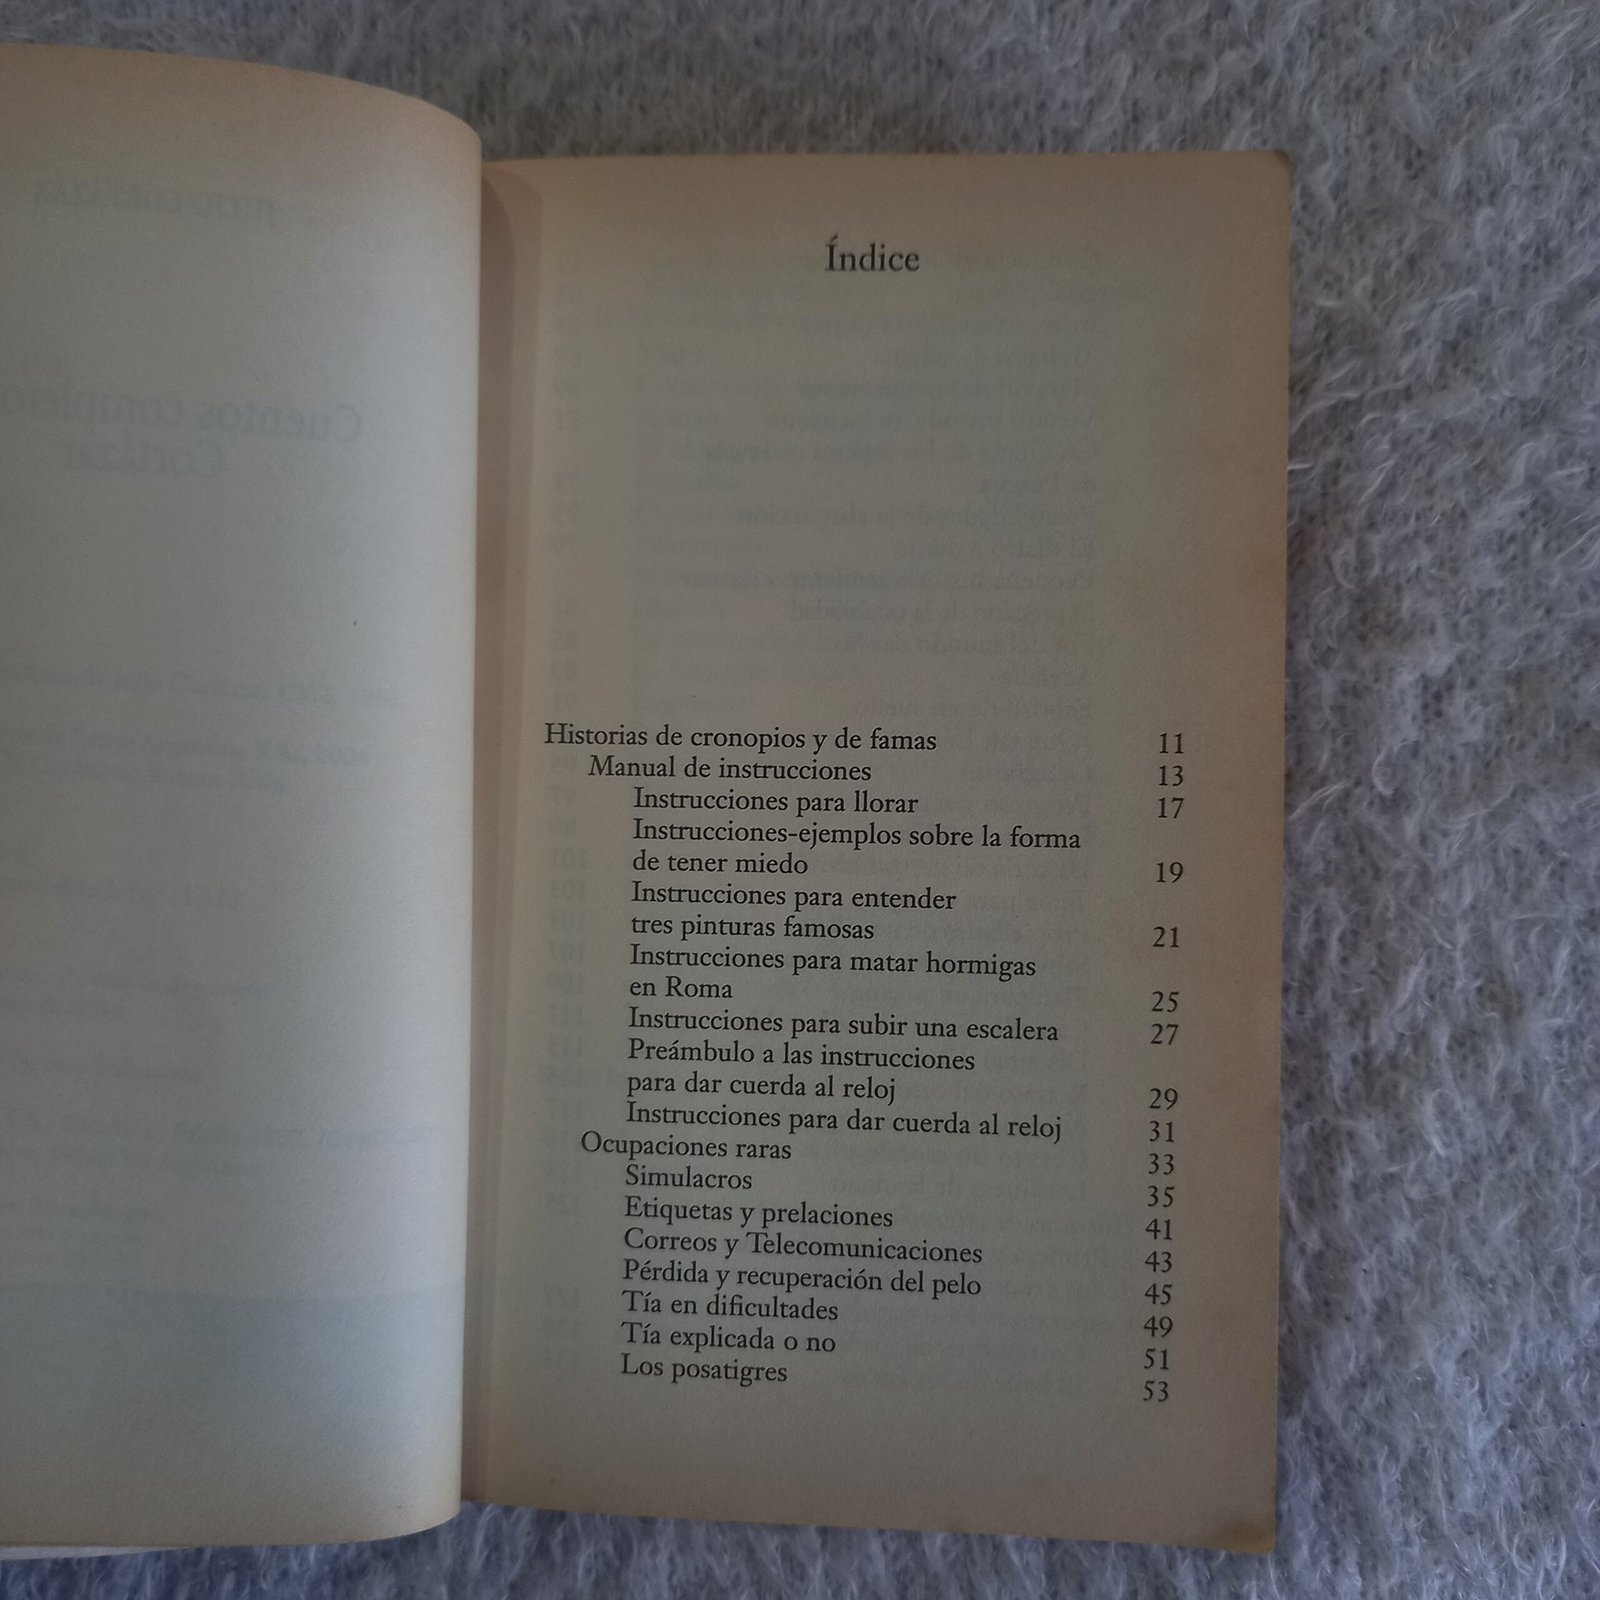 Índice
Historias de cronopios y de famas 11
Manual de instrucciones 13
Instrucciones para llorar 17
Instrucciones-ejemplos sobre la forma
de tener miedo 19
Instrucciones para entender
tres pinturas famosas 21
Instrucciones para matar hormigas
en Roma 25
Instrucciones para subir una escalera 27
Preámbulo a las instrucciones
para dar cuerda al reloj 29
Instrucciones para dar cuerda al reloj 31
Ocupaciones raras 33
Simulacros 35
Etiquetas y prelaciones 41
Correos y Telecomunicaciones 43
Pérdida y recuperación del pelo 45
Tía en dificultades 49
Tía explicada o no 51
Los posatigres 53